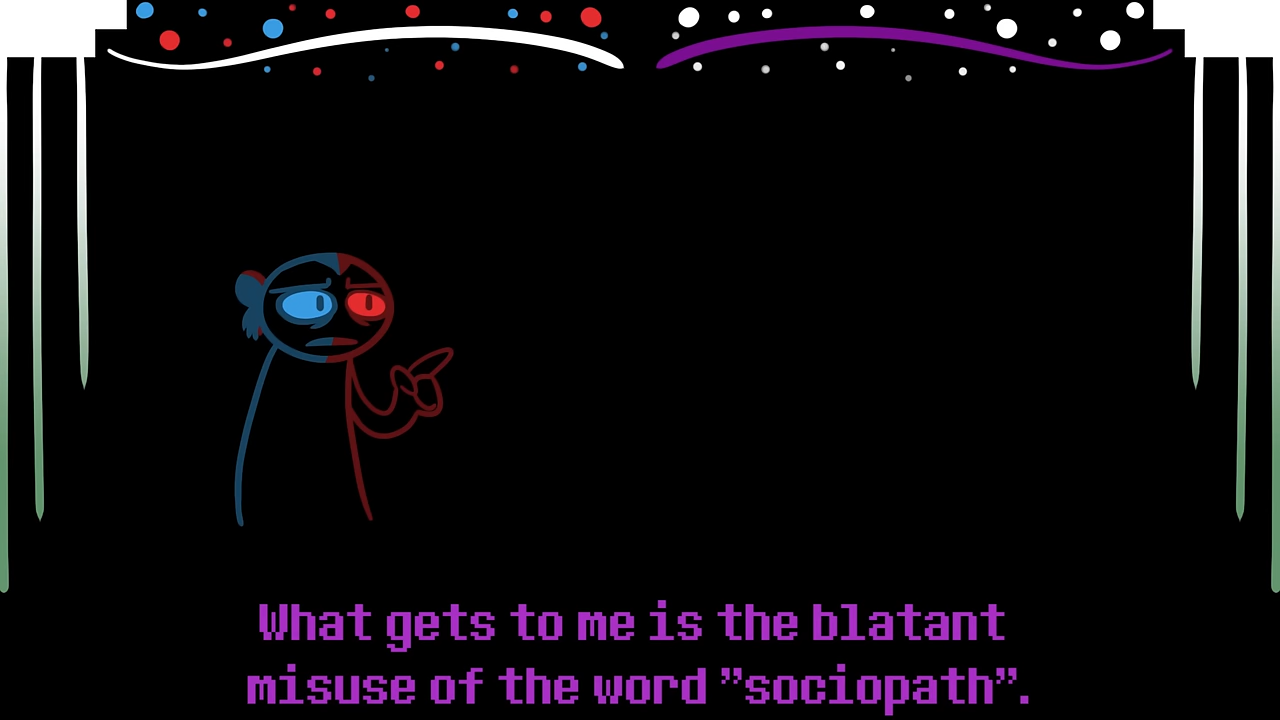 What gets to me is the blatant
misuse of the word "sociopath".